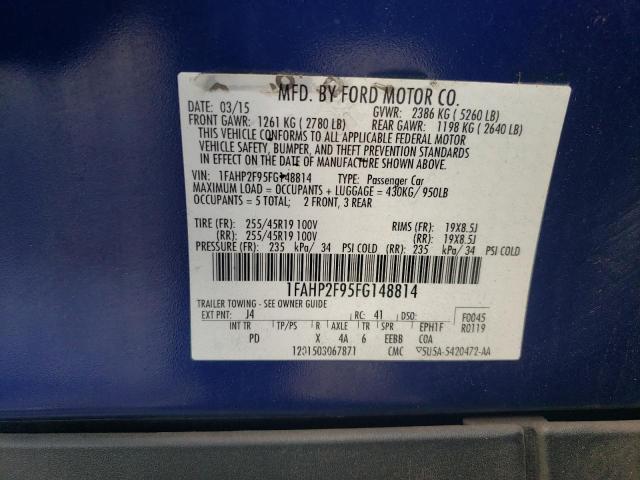 MFD. BY FORD MOTOR CO.
DATE: 03/15 GVWR: 2386 KG ( 5260 LB)
FRONT GAWR: 1261 KG ( 2780 LB) REAR GAWR: 1198 KG ( 2640 LB)
THIS VEHICLE CONFORMS TO ALL APPLICABLE FEDERAL MOTOR
VEHICLE SAFETY, BUMPER, AND THEFT PREVENTION STANDARDS
IN EFFECT ON THE DATE OF MANUFACTURE SHOWN ABOVE.
VIN: 1FAHP2F95FG148814 TYPE: Passenger Car
MAXIMUM LOAD = OCCUPANTS + LUGGAGE = 430KG/ 950LB
OCCUPANTS = 5 TOTAL; 2 FRONT, 3 REAR
TIRE (FR): 255/45R19 100V RIMS (FR): 19X8.5J
(RR): 255/45R19 100V (RR): 19X8.5J
PRESSURE (FR): 235 kPa/ 34 PSI COLD (RR): 235 kPa/ 34 PSI COLD
1FAHP2F95FG148814
TRAILER TOWING - SEE OWNER GUIDE
EXT PNT: J4 RC: 41 DSO: F0045
INT TR TP/PS R AXLE TR SPR EPH1F R0119
PD X 4A 6 EEBB COA
1201503067871 CMC 5U5A-5420472-AA